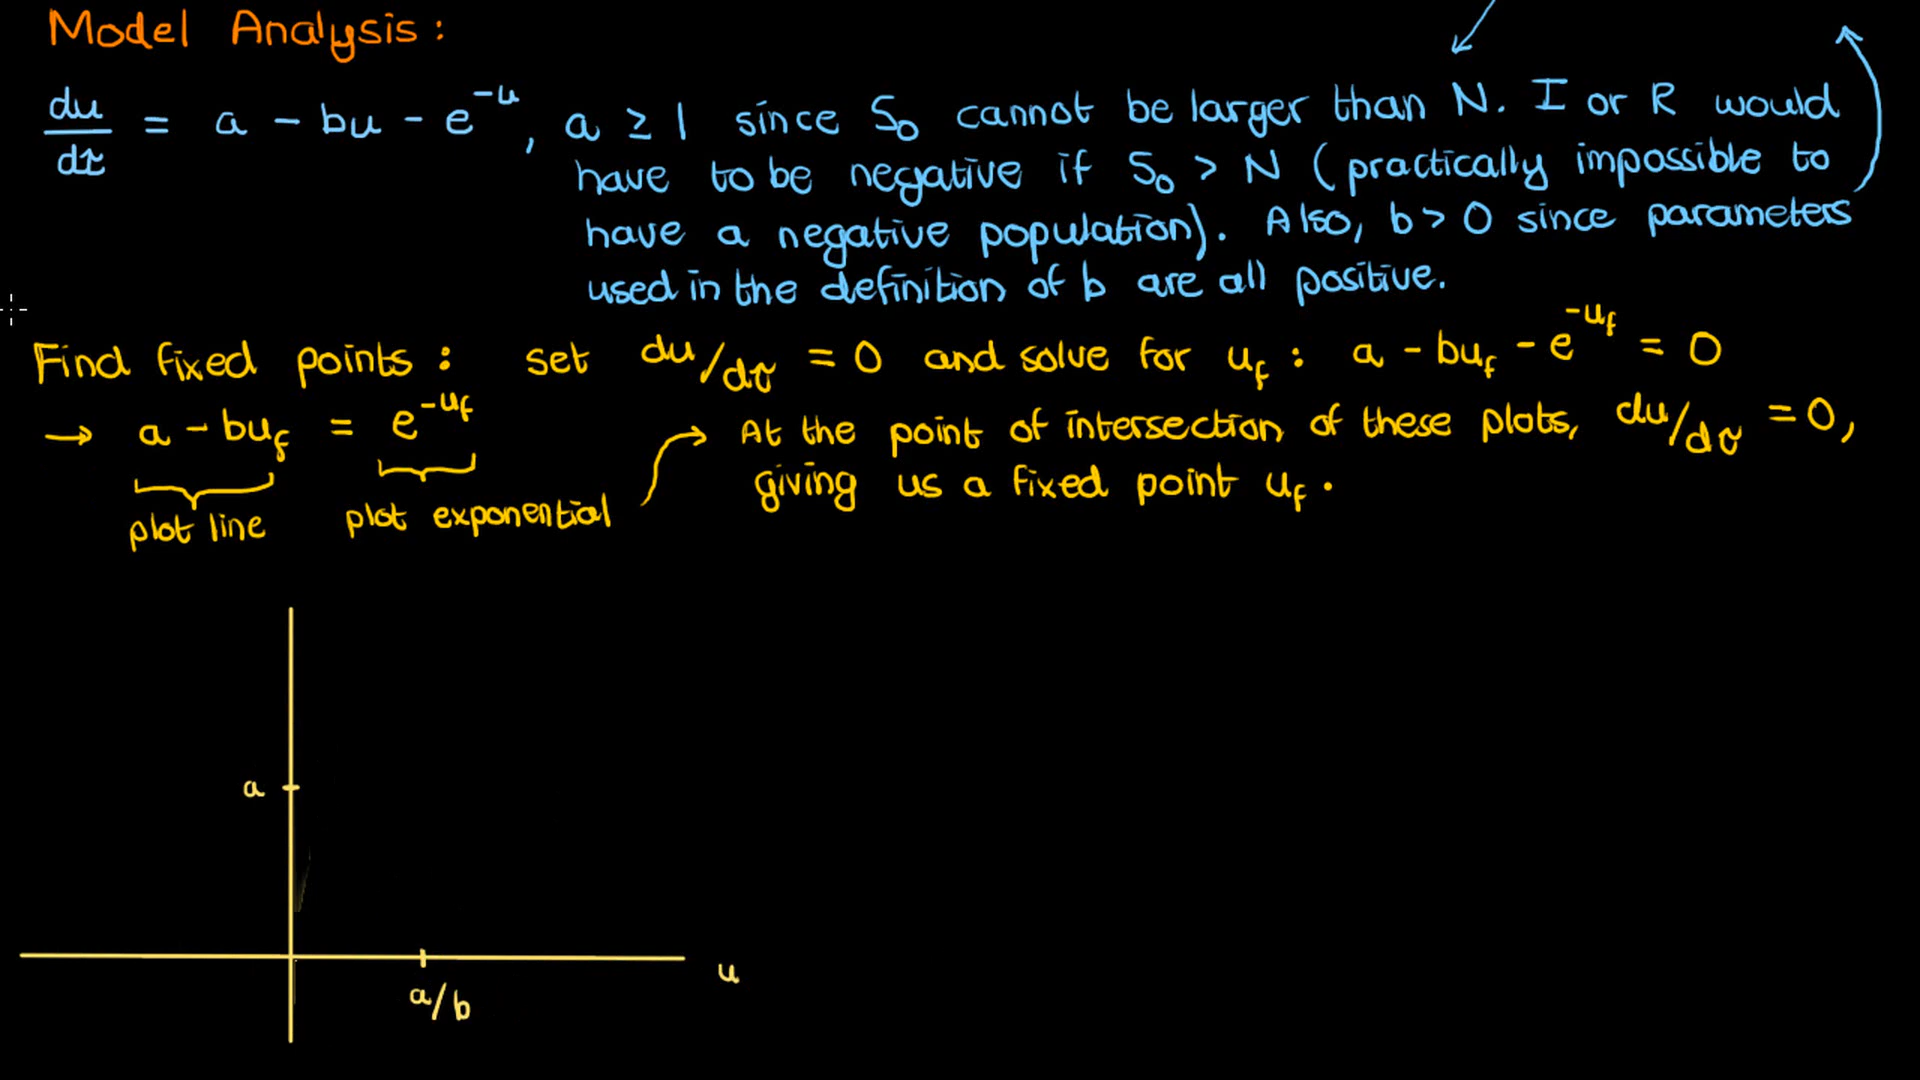 Model Analysis:
du/dτ = a - bu - e^{-u}, a ≥ 1 since S₀ cannot be larger than N. I or R would
have to be negative if S₀ > N (practically impossible to
have a negative population). Also, b > 0 since parameters
used in the definition of b are all positive.
Find fixed points: set du/dτ = 0 and solve for u_f: a - bu_f - e^{-u_f} = 0
→ a - bu_f = e^{-u_f}
→ At the point of intersection of these plots, du/dτ = 0,
giving us a fixed point u_f.
plot line
plot exponential
a
u
a/b